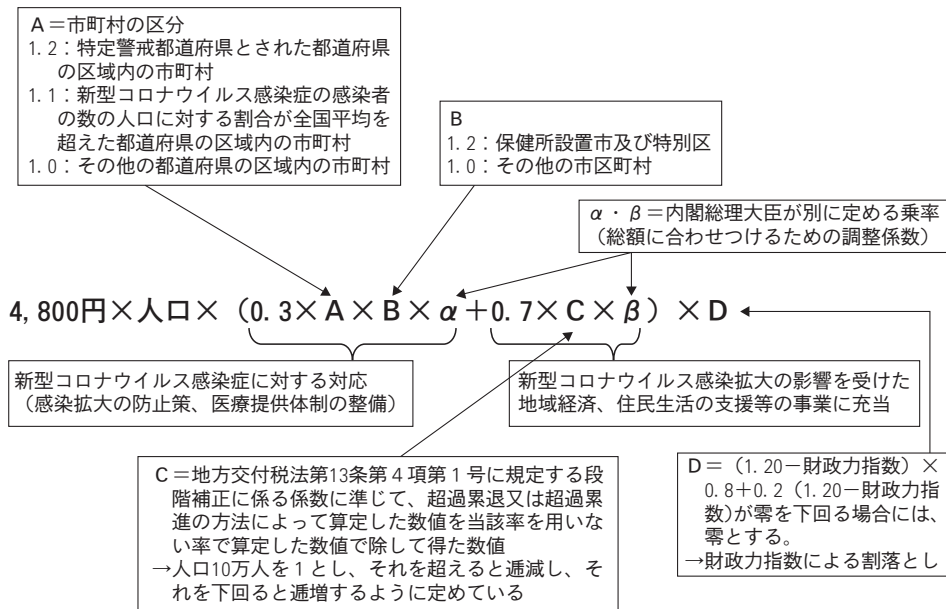 A＝市町村の区分
1.2：特定警戒都道府県とされた都道府県
の区域内の市町村
1.1：新型コロナウイルス感染症の感染者
の数の人口に対する割合が全国平均を
超えた都道府県の区域内の市町村
1.0：その他の都道府県の区域内の市町村
B
1.2：保健所設置市及び特別区
1.0：その他の市区町村
α・β＝内閣総理大臣が別に定める乗率
（総額に合わせつけるための調整係数）
4,800円×人口×（0.3×A×B×α＋0.7×C×β）×D
新型コロナウイルス感染症に対する対応
（感染拡大の防止策、医療提供体制の整備）
新型コロナウイルス感染拡大の影響を受けた
地域経済、住民生活の支援等の事業に充当
C＝地方交付税法第13条第４項第１号に規定する段
階補正に係る係数に準じて、超過累退又は超過累
進の方法によって算定した数値を当該率を用いな
い率で算定した数値で除して得た数値
→人口10万人を１とし、それを超えると逓減し、そ
れを下回ると逓増するように定めている
D＝（1.20－財政力指数）×
0.8＋0.2（1.20－財政力指
数)が零を下回る場合には、
零とする。
→財政力指数による割落とし